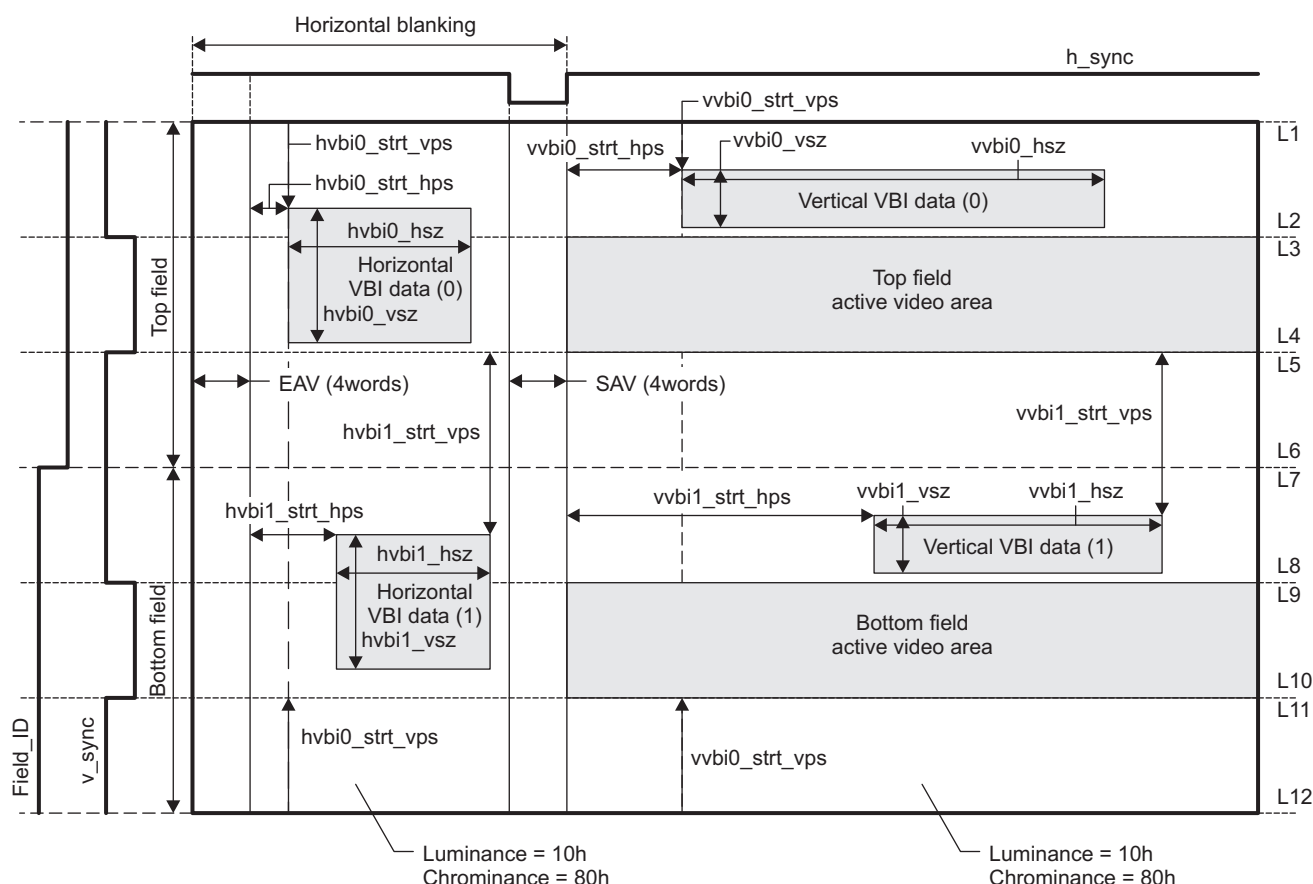 Horizontal blanking
h_sync
vvbi0_strt_vps
L1
hvbi0_strt_vps
vvbi0_strt_hps
vvbi0_vsz
vvbi0_hsz
hvbi0_strt_hps
Vertical VBI data (0)
L2
hvbi0_hsz
Horizontal
VBI data (0)
hvbi0_vsz
L3
Top field
active video area
Top field
L4
L5
EAV (4words)
SAV (4words)
hvbi1_strt_vps
vvbi1_strt_vps
L6
L7
hvbi1_strt_hps
vvbi1_strt_hps
vvbi1_vsz
vvbi1_hsz
Vertical VBI data (1)
L8
hvbi1_hsz
Horizontal
VBI data (1)
hvbi1_vsz
L9
Bottom field
active video area
Bottom field
L10
L11
Field_ID
v_sync
hvbi0_strt_vps
vvbi0_strt_vps
L12
Luminance = 10h
Chrominance = 80h
Luminance = 10h
Chrominance = 80h